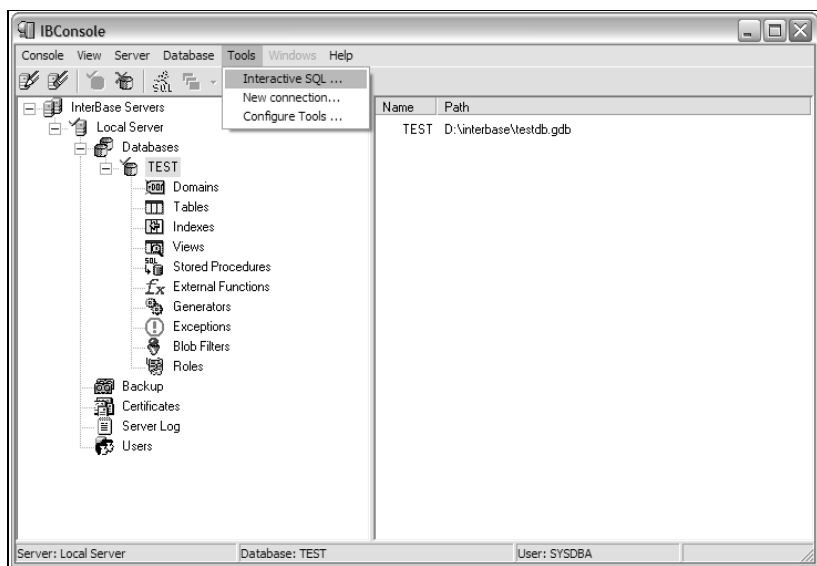 IBConsole
Console View Server Database Tools Windows Help
Interactive SQL ...
New connection...
Configure Tools ...
SQL
InterBase Servers
Local Server
Databases
TEST
Domains
Tables
Indexes
Views
Stored Procedures
External Functions
Generators
Exceptions
Blob Filters
Roles
Backup
Certificates
Server Log
Users
Name Path
TEST D:\interbase\testdb.gdb
Server: Local Server Database: TEST User: SYSDBA